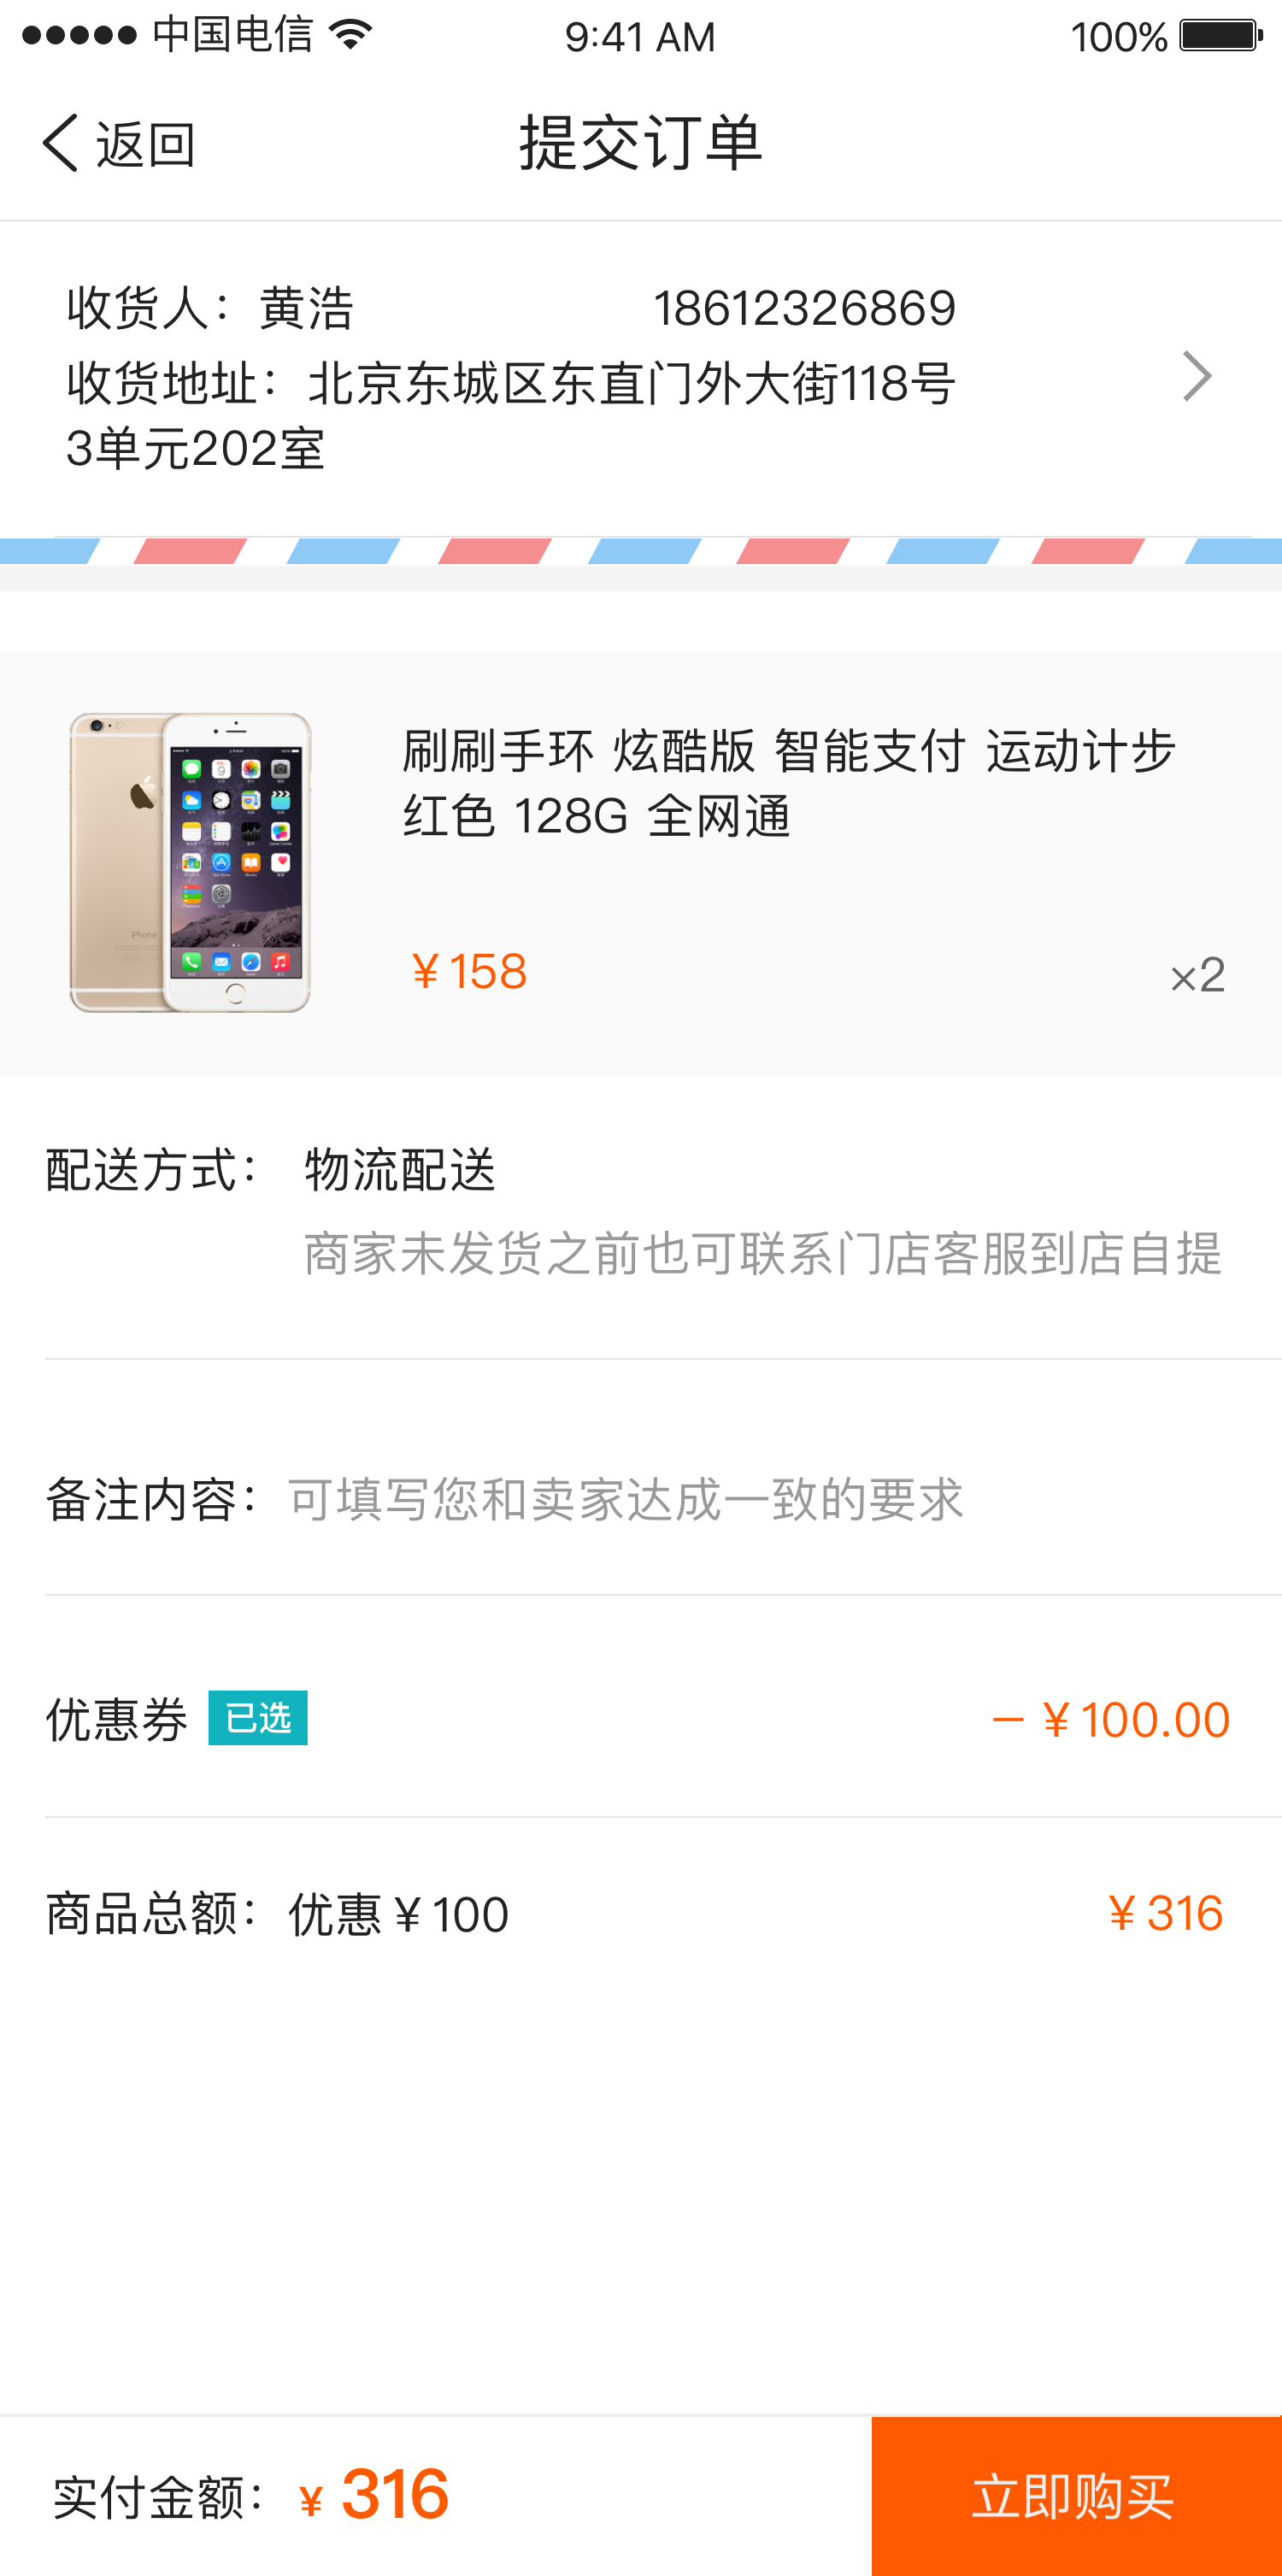 中国电信 9:41 AM 100%
返回 提交订单
收货人：黄浩 18612326869
收货地址：北京东城区东直门外大街118号
3单元202室
刷刷手环 炫酷版 智能支付 运动计步
红色 128G 全网通
iPhone
¥158 ×2
配送方式： 物流配送
商家未发货之前也可联系门店客服到店自提
备注内容：可填写您和卖家达成一致的要求
优惠券 已选 － ¥100.00
商品总额：优惠¥100 ¥316
实付金额：¥ 316 立即购买